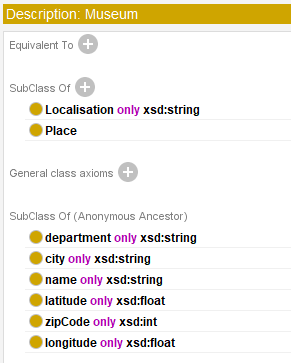 Description: Museum
Equivalent To
SubClass Of
Localisation only xsd:string
Place
General class axioms
SubClass Of (Anonymous Ancestor)
department only xsd:string
city only xsd:string
name only xsd:string
latitude only xsd:float
zipCode only xsd:int
longitude only xsd:float